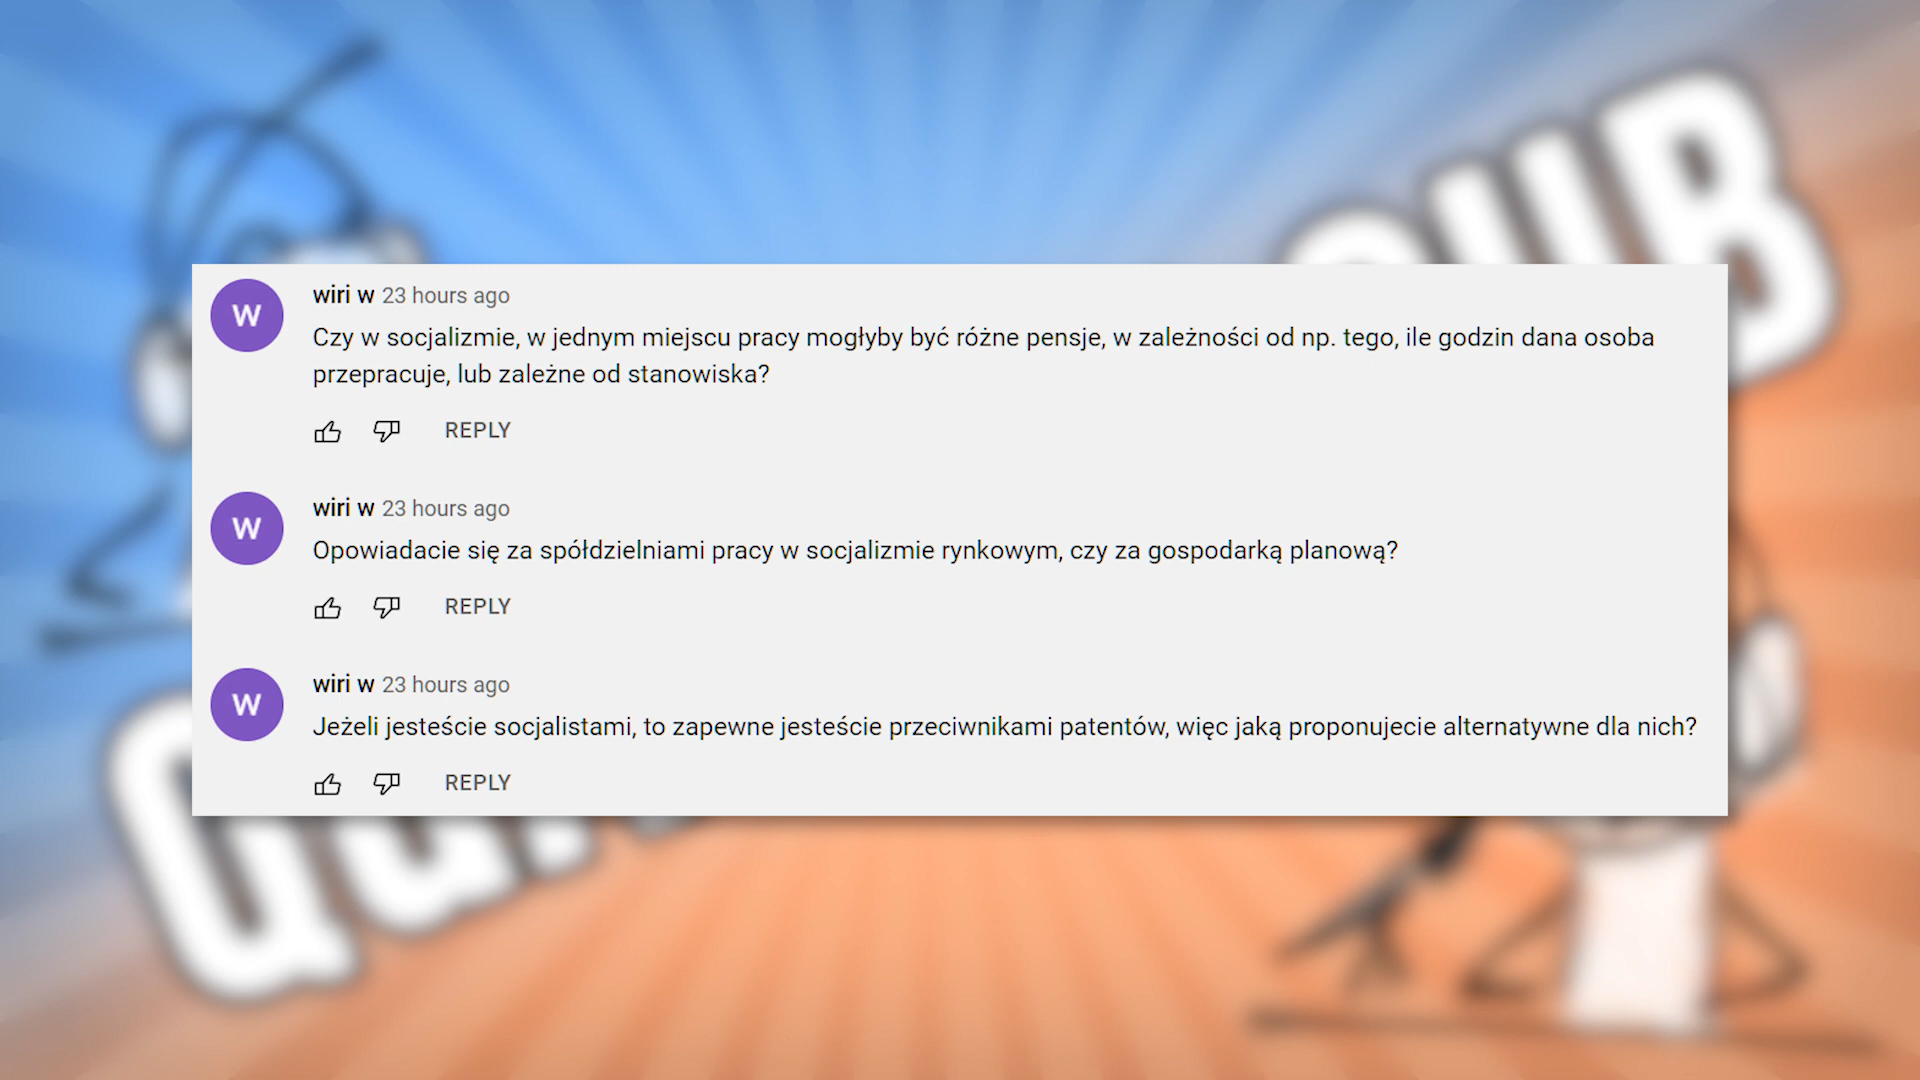 W
wiri w 23 hours ago
Czy w socjalizmie, w jednym miejscu pracy mogłyby być różne pensje, w zależności od np. tego, ile godzin dana osoba
przepracuje, lub zależne od stanowiska?
REPLY
W
wiri w 23 hours ago
Opowiadacie się za spółdzielniami pracy w socjalizmie rynkowym, czy za gospodarką planową?
REPLY
W
wiri w 23 hours ago
Jeżeli jesteście socjalistami, to zapewne jesteście przeciwnikami patentów, więc jaką proponujecie alternatywne dla nich?
REPLY